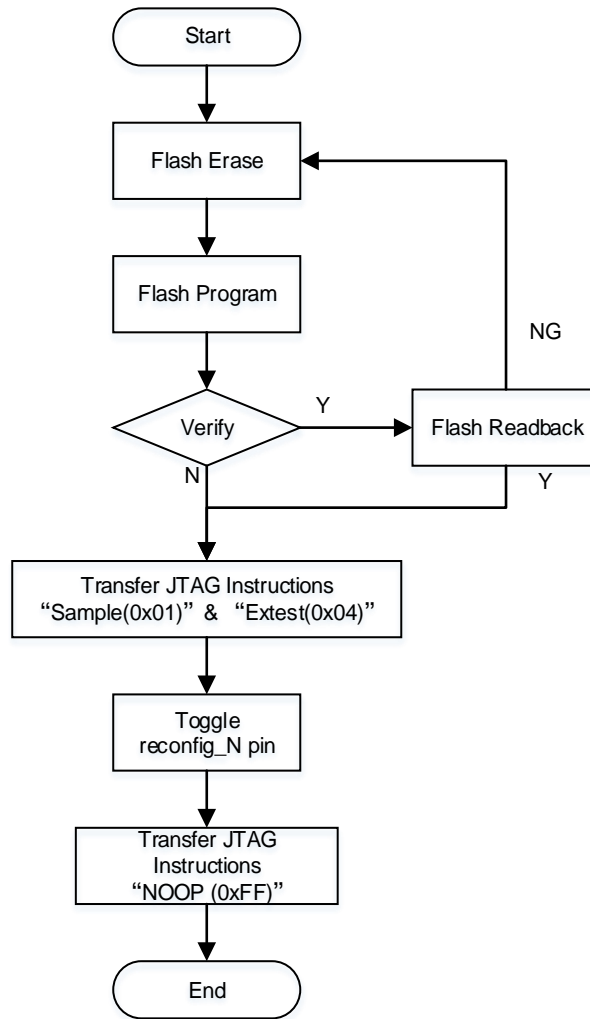 Start
Flash Erase
Flash Program
NG
Y
Verify
Flash Readback
N
Y
Transfer JTAG Instructions
“Sample(0x01)” & “Extest(0x04)”
Toggle
reconfig_N pin
Transfer JTAG
Instructions
“NOOP (0xFF)”
End